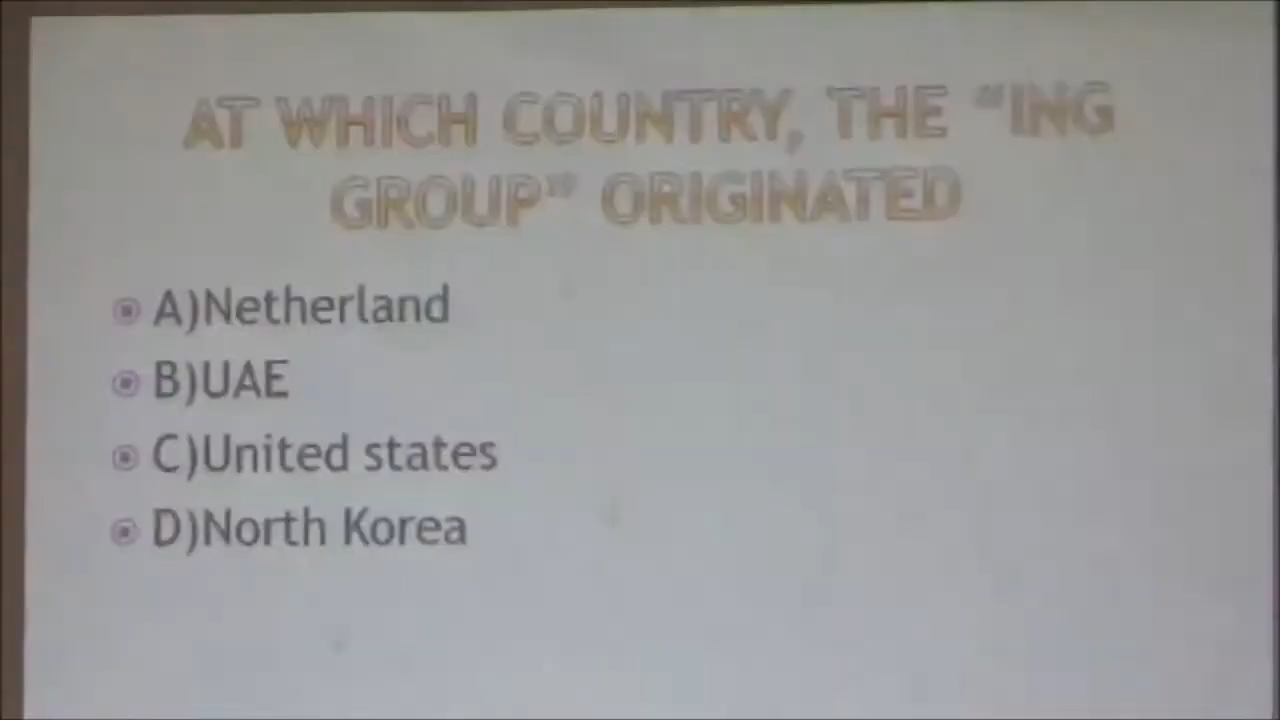 AT WHICH COUNTRY, THE “ING
GROUP” ORIGINATED
A)Netherland
B)UAE
C)United states
D)North Korea